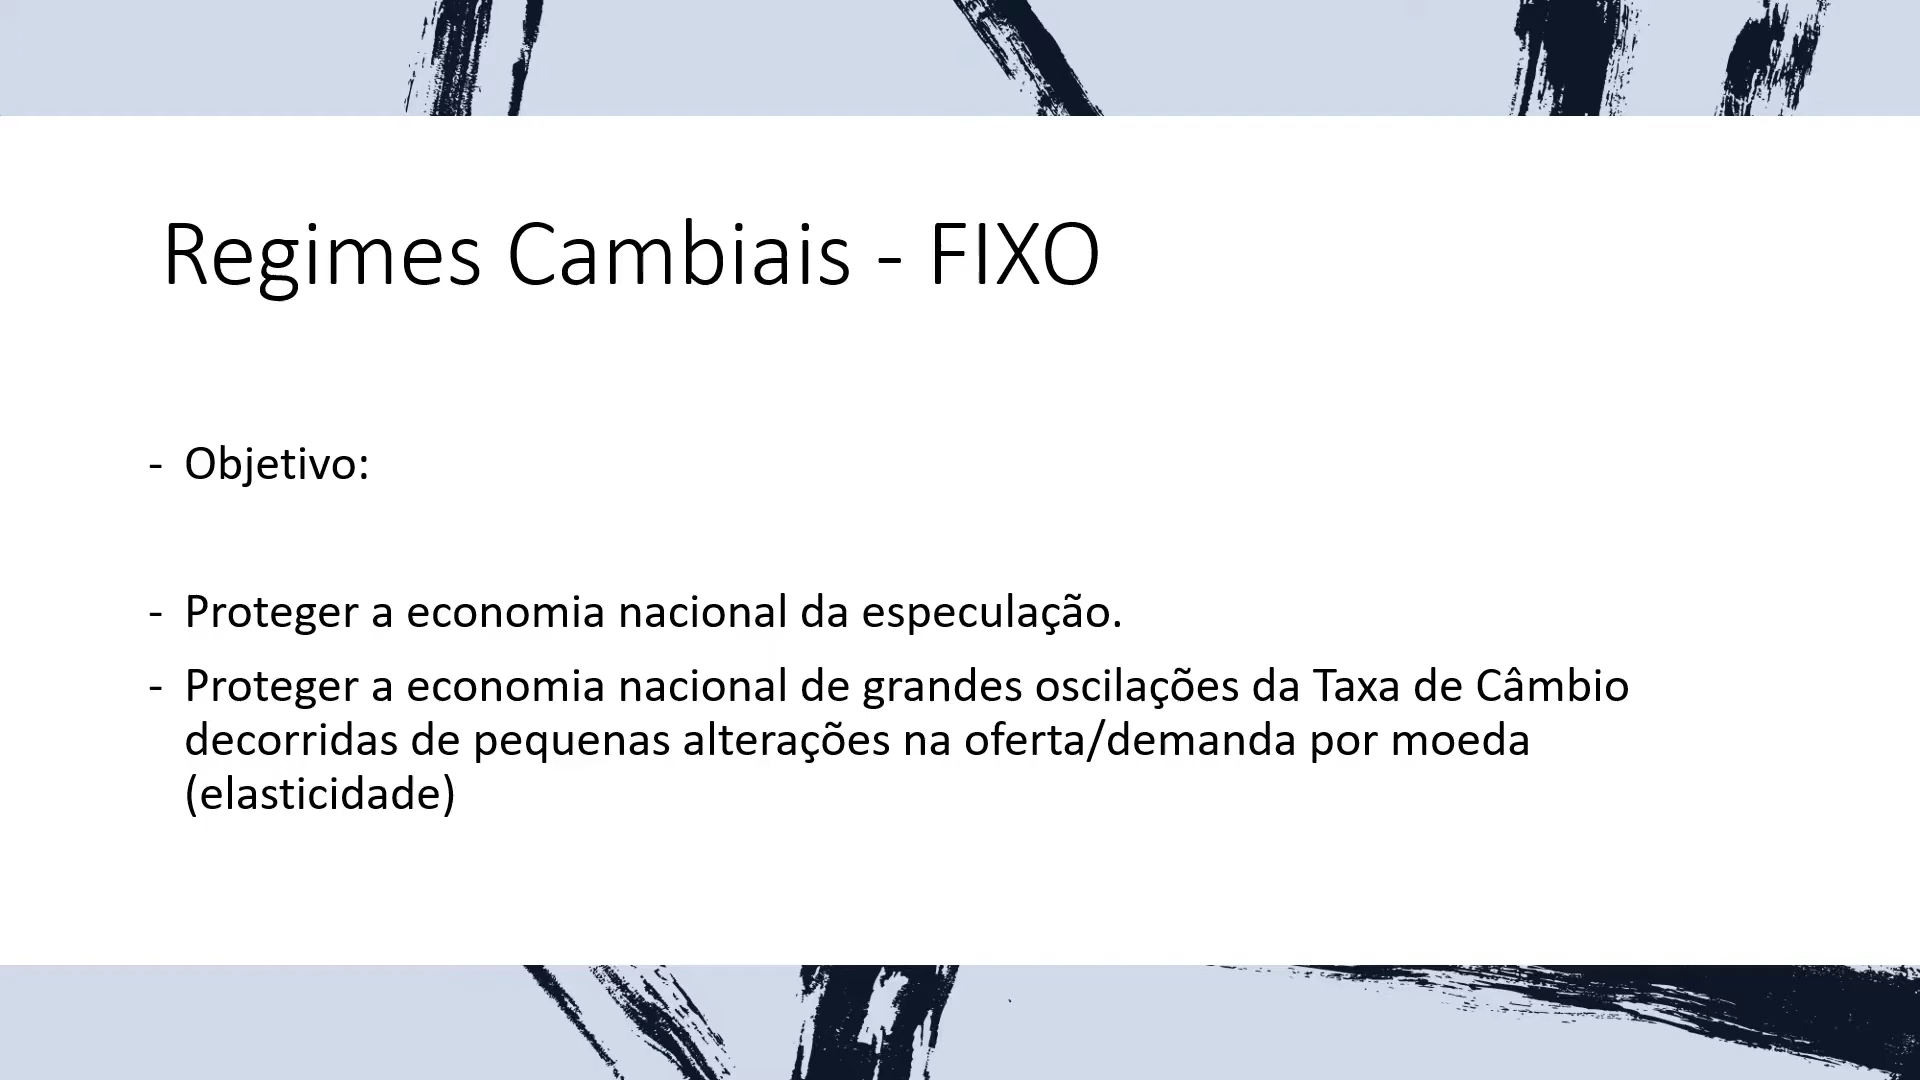 Regimes Cambiais - FIXO
- Objetivo:
- Proteger a economia nacional da especulação.
- Proteger a economia nacional de grandes oscilações da Taxa de Câmbio
decorridas de pequenas alterações na oferta/demanda por moeda
(elasticidade)